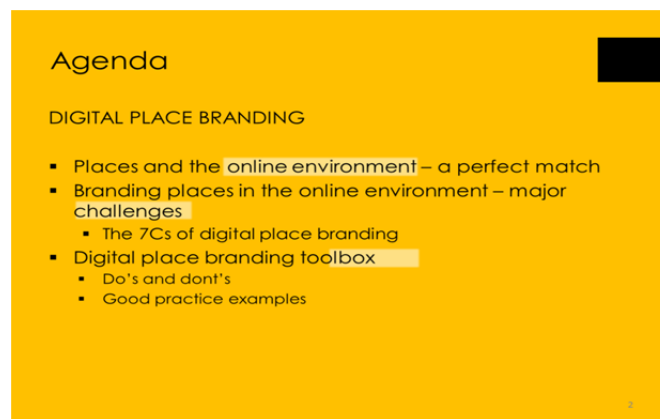 Agenda
DIGITAL PLACE BRANDING
▪ Places and the online environment – a perfect match
▪ Branding places in the online environment – major
challenges
▪ The 7Cs of digital place branding
▪ Digital place branding toolbox
▪ Do's and dont's
▪ Good practice examples
2